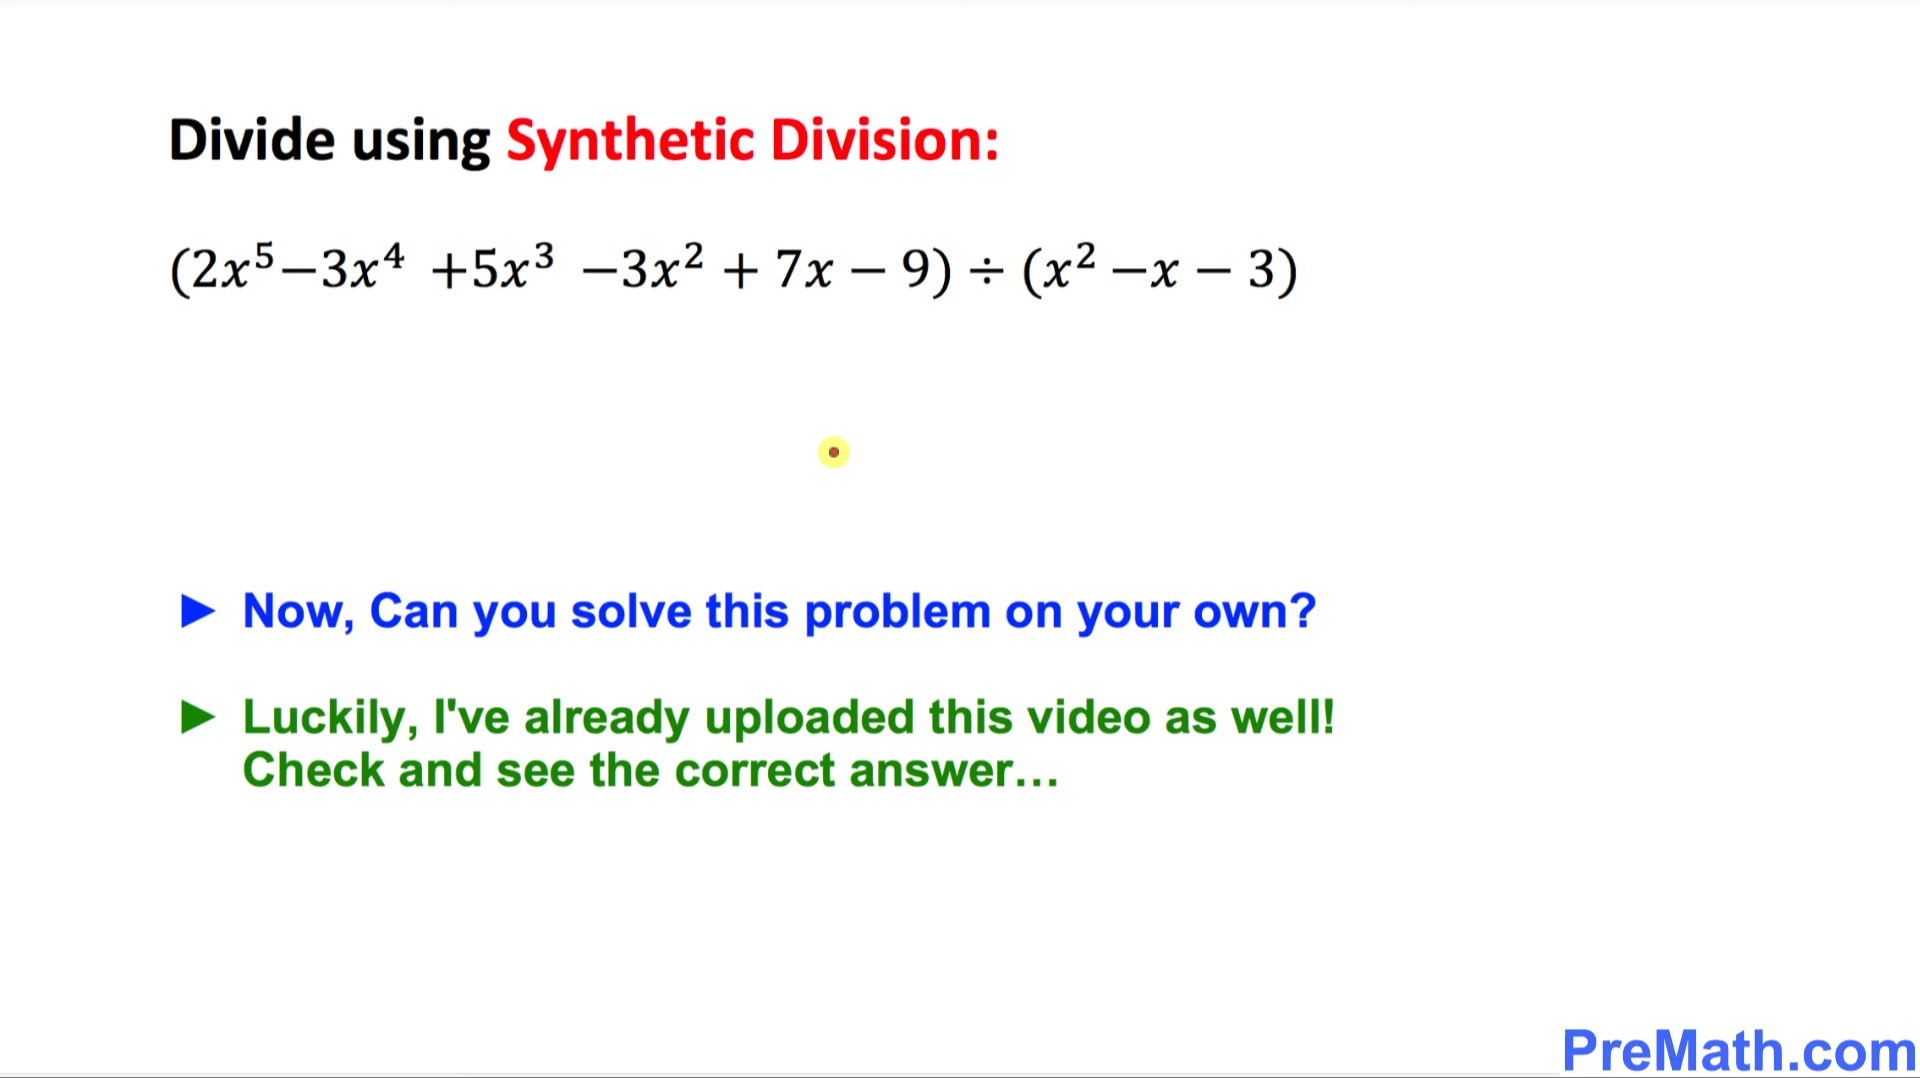 Divide using Synthetic Division:
(2x⁵−3x⁴ +5x³ −3x² + 7x − 9) ÷ (x² −x − 3)
► Now, Can you solve this problem on your own?
► Luckily, I've already uploaded this video as well!
Check and see the correct answer...
PreMath.com